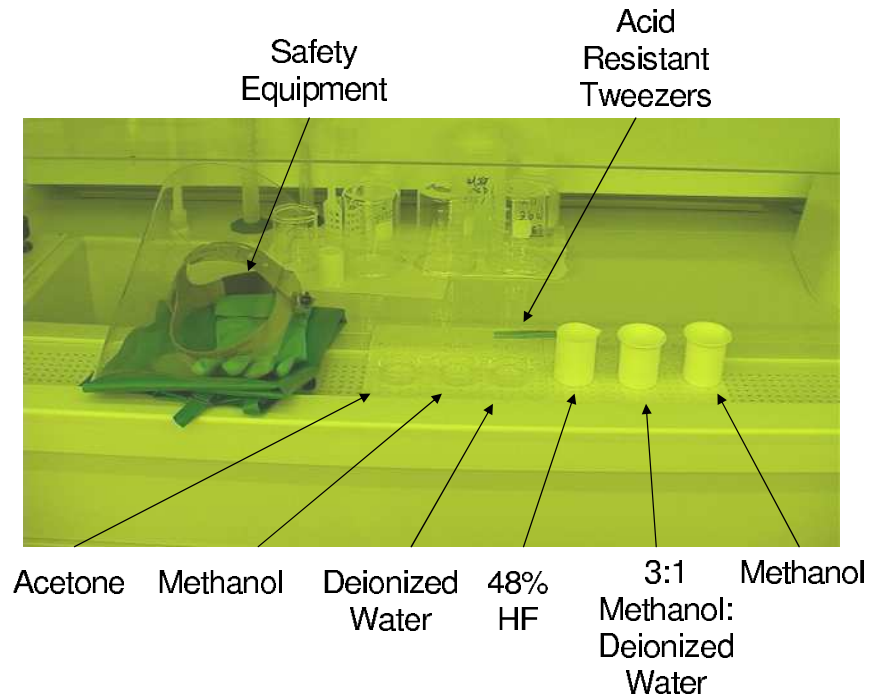 Safety
Equipment
Acid
Resistant
Tweezers
Acetone
Methanol
Deionized
Water
48%
HF
3:1
Methanol:
Deionized
Water
Methanol